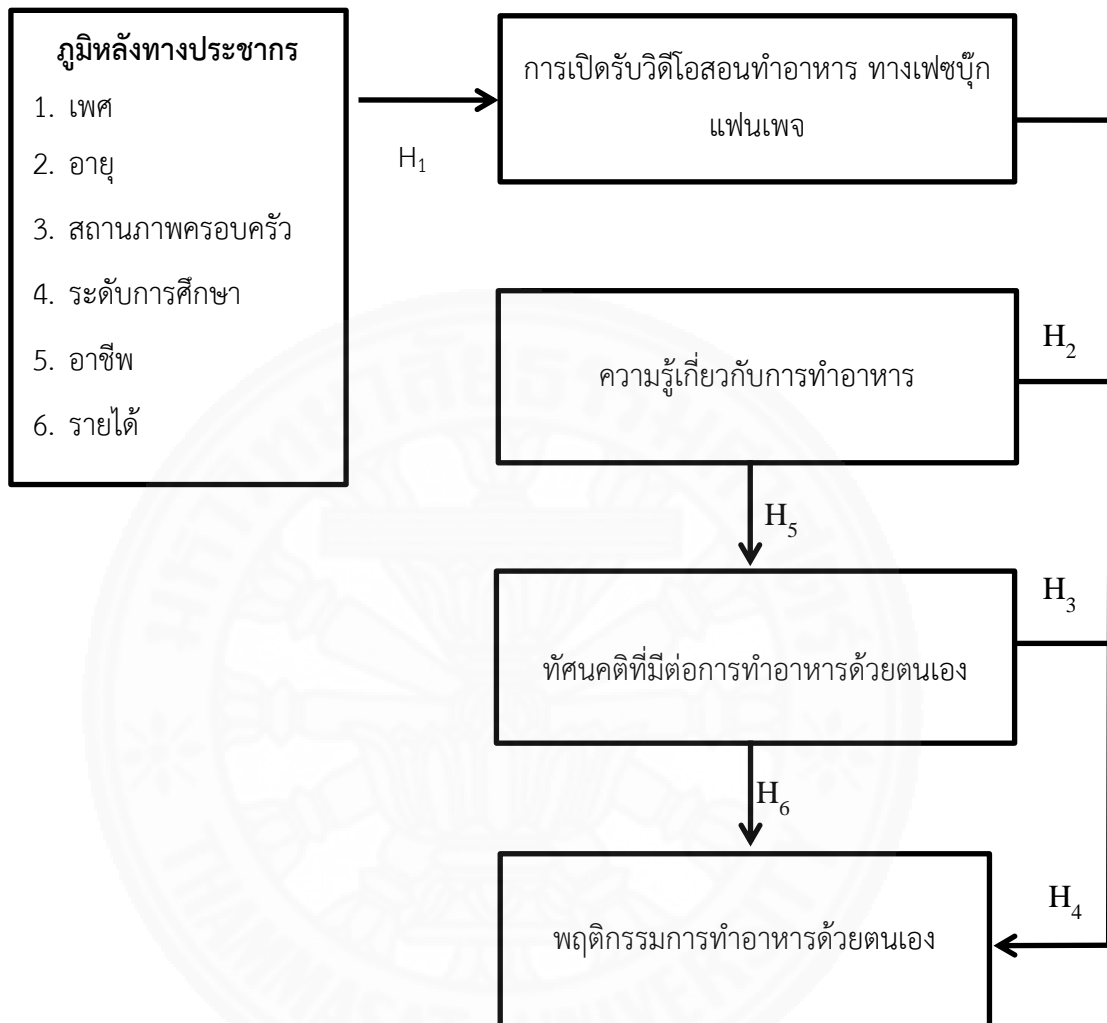 ภูมิหลังทางประชากร
1. เพศ
2. อายุ
3. สถานภาพครอบครัว
4. ระดับการศึกษา
5. อาชีพ
6. รายได้
H₁
การเปิดรับวิดีโอสอนทำอาหาร ทางเฟซบุ๊ก
แฟนเพจ
ความรู้เกี่ยวกับการทำอาหาร
H₂
H₅
ทัศนคติที่มีต่อการทำอาหารด้วยตนเอง
H₃
H₆
พฤติกรรมการทำอาหารด้วยตนเอง
H₄